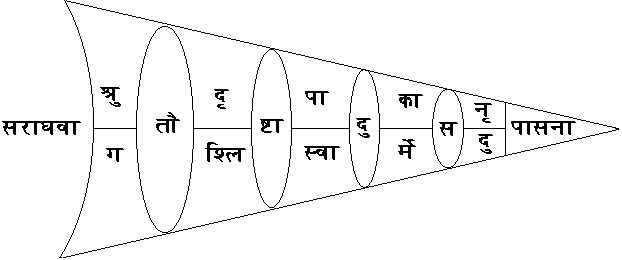 श्रु दृ पा का नृ
सराघवा तौ ष्टा दु स पासना
ग श्लि स्वा र्मे दु